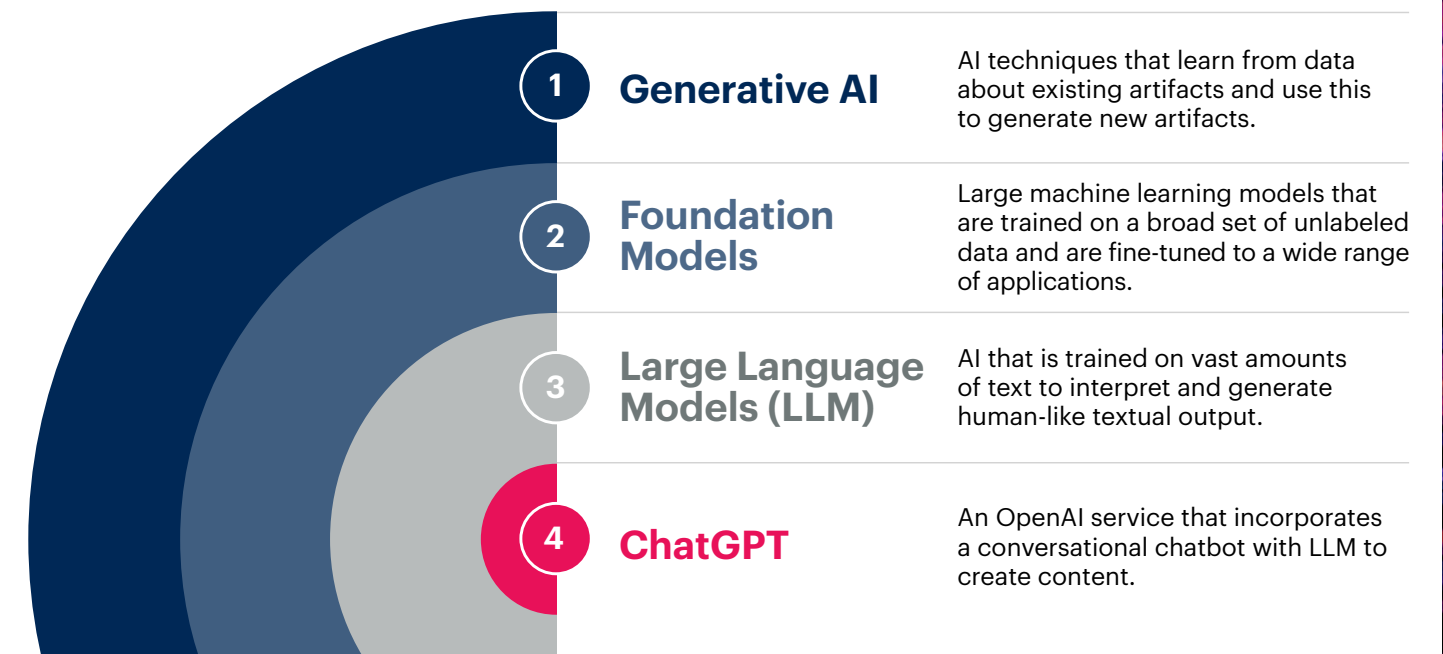 1
Generative AI
AI techniques that learn from data
about existing artifacts and use this
to generate new artifacts.
2
Foundation
Models
Large machine learning models that
are trained on a broad set of unlabeled
data and are fine-tuned to a wide range
of applications.
3
Large Language
Models (LLM)
AI that is trained on vast amounts
of text to interpret and generate
human-like textual output.
4
ChatGPT
An OpenAI service that incorporates
a conversational chatbot with LLM to
create content.